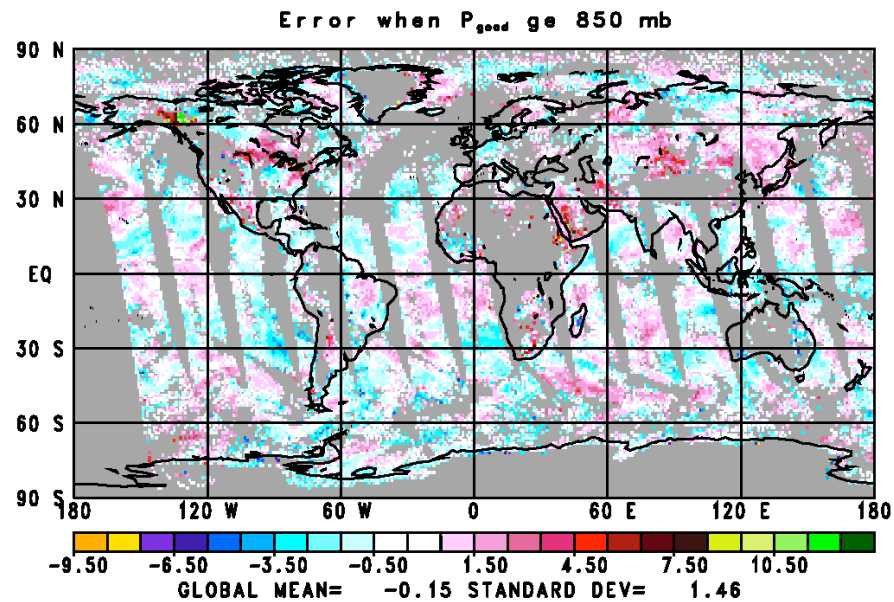 Error when Pgood ge 850 mb
90 N
60 N
30 N
EQ
30 S
60 S
90 S
180 120 W 60 W 0 60 E 120 E 180
-9.50 -6.50 -3.50 -0.50 1.50 4.50 7.50 10.50
GLOBAL MEAN= -0.15 STANDARD DEV= 1.46